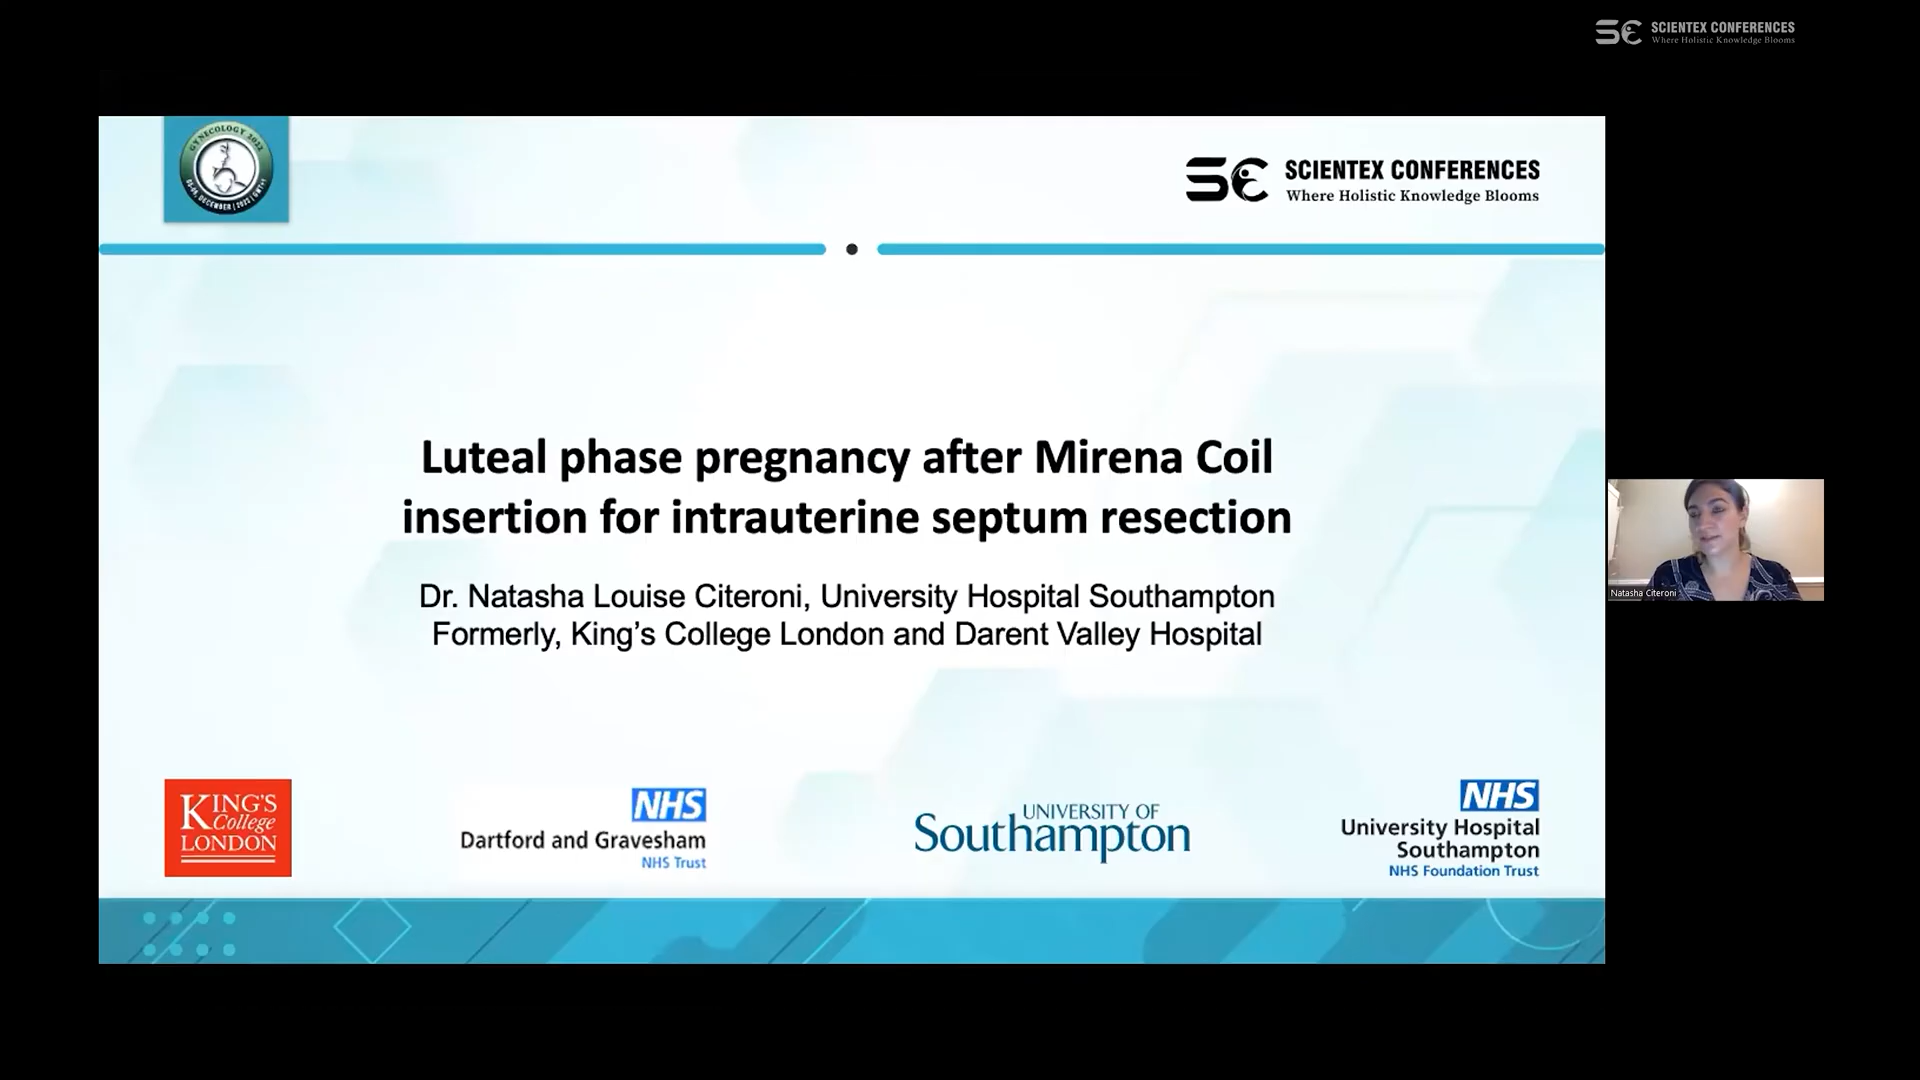 SCIENTEX CONFERENCES
Where Holistic Knowledge Blooms
GYNECOLOGY 2022
SCIENTEX CONFERENCES
Where Holistic Knowledge Blooms
Luteal phase pregnancy after Mirena Coil
insertion for intrauterine septum resection
Dr. Natasha Louise Citeroni, University Hospital Southampton
Formerly, King's College London and Darent Valley Hospital
Natasha Citeroni
KING'S
College
LONDON
NHS
Dartford and Gravesham
NHS Trust
UNIVERSITY OF
Southampton
NHS
University Hospital
Southampton
NHS Foundation Trust